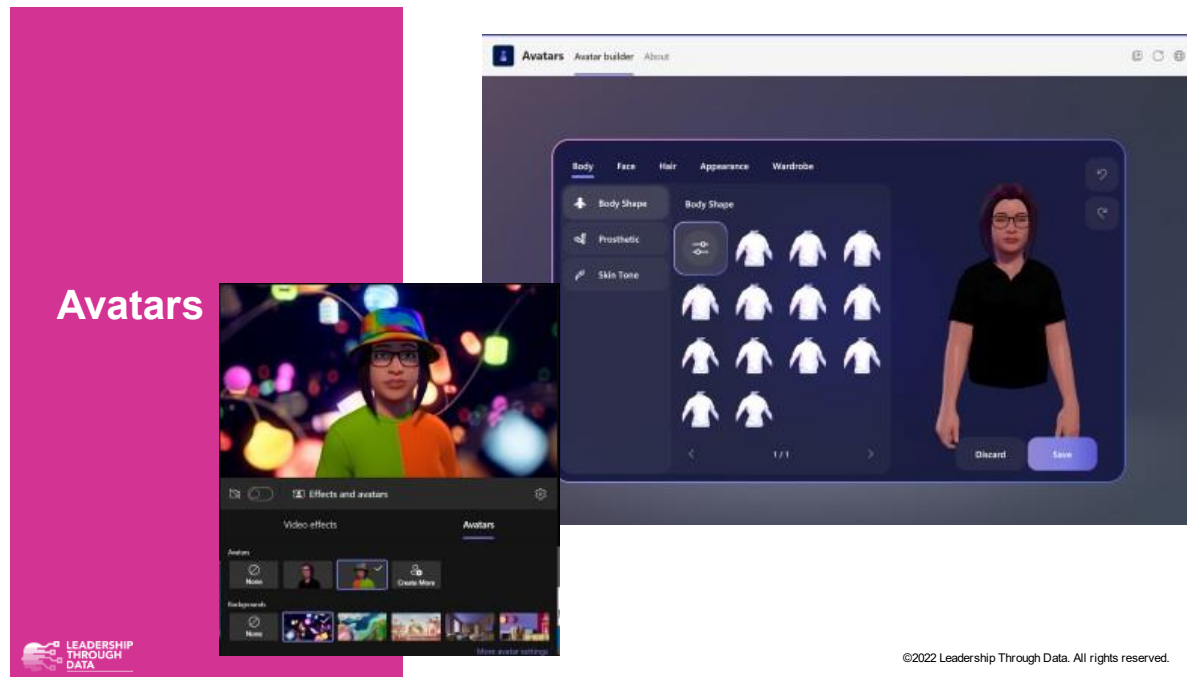 Avatars
Avatars Avatar builder About
Body Face Hair Appearance Wardrobe
Body Shape
Prosthetic
Skin Tone
Body Shape
1/1
Discard Save
Effects and avatars
Video effects Avatars
Avatars
None
Create More
Backgrounds
None
More avatar settings
LEADERSHIP
THROUGH
DATA
©2022 Leadership Through Data. All rights reserved.